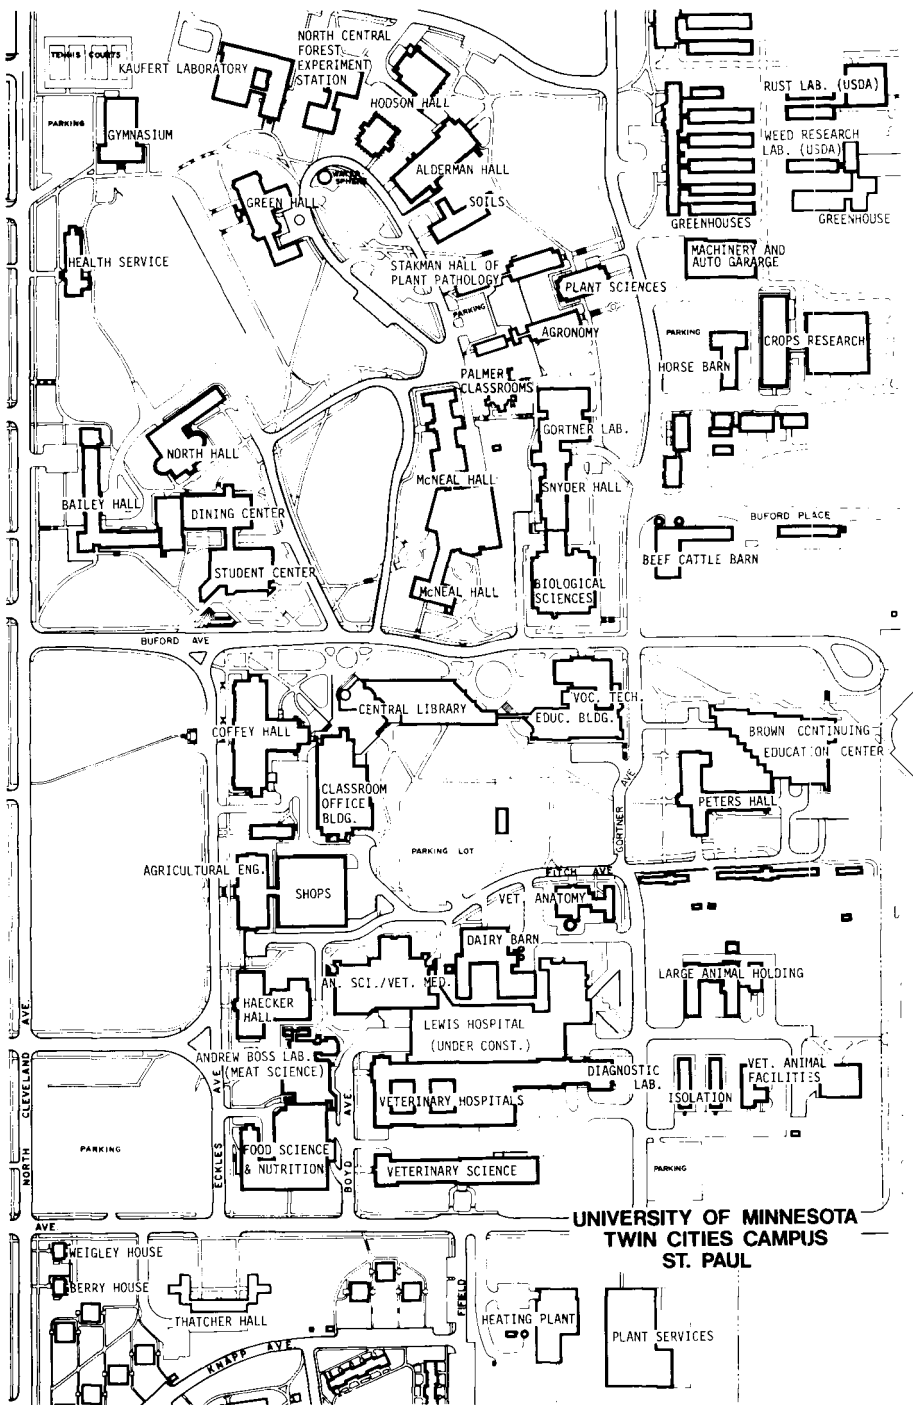 TENNIS COURTS
KAUFERT LABORATORY
NORTH CENTRAL
FOREST
EXPERIMENT
STATION
HODSON HALL
RUST LAB. (USDA)
PARKING
GYMNASIUM
WEED RESEARCH
LAB. (USDA)
ALDERMAN HALL
WATER
SPHERE
GREEN HALL
SOILS
GREENHOUSES
GREENHOUSE
HEALTH SERVICE
MACHINERY AND
AUTO GARARGE
STAKMAN HALL OF
PLANT PATHOLOGY
PLANT SCIENCES
PARKING
AGRONOMY
PARKING
CROPS RESEARCH
HORSE BARN
PALMER
CLASSROOMS
GORTNER LAB.
NORTH HALL
McNEAL HALL
SNYDER HALL
BAILEY HALL
DINING CENTER
BUFORD PLACE
BEEF CATTLE BARN
STUDENT CENTER
McNEAL HALL
BIOLOGICAL
SCIENCES
BUFORD AVE
VOC. TECH.
EDUC. BLDG.
CENTRAL LIBRARY
COFFEY HALL
BROWN CONTINUING
EDUCATION CENTER
CLASSROOM
OFFICE
BLDG.
PETERS HALL
GORTNER AVE
PARKING LOT
AGRICULTURAL ENG.
SHOPS
FITCH AVE
VET. ANATOMY
DAIRY BARN
AN. SCI./VET. MED.
LARGE ANIMAL HOLDING
HAECKER
HALL
LEWIS HOSPITAL
(UNDER CONST.)
ANDREW BOSS LAB.
(MEAT SCIENCE)
DIAGNOSTIC
LAB.
VET. ANIMAL
FACILITIES
ISOLATION
VETERINARY HOSPITALS
NORTH CLEVELAND AVE.
ECKLES AVE
BOYD AVE
PARKING
FOOD SCIENCE
& NUTRITION
VETERINARY SCIENCE
PARKING
UNIVERSITY OF MINNESOTA
TWIN CITIES CAMPUS
ST. PAUL
AVE.
WEIGLEY HOUSE
BERRY HOUSE
THATCHER HALL
FIFIELD
HEATING PLANT
PLANT SERVICES
KNAPP AVE.